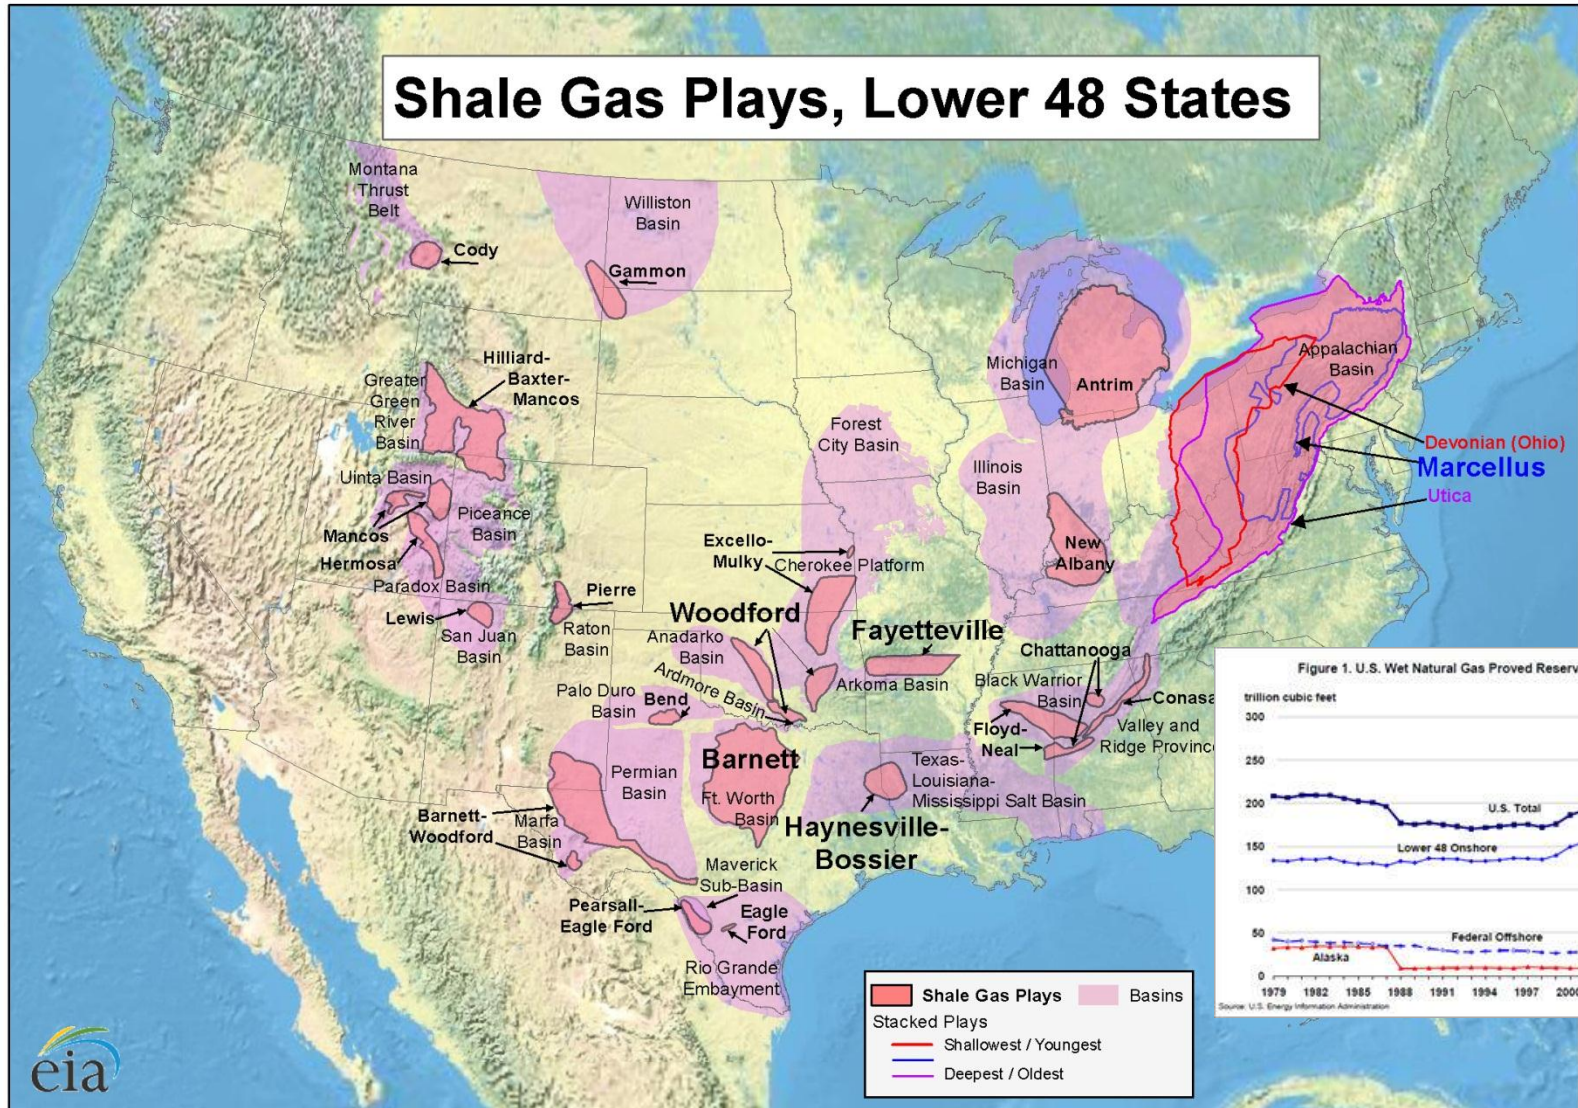 Shale Gas Plays, Lower 48 States
Montana
Thrust
Belt
Cody
Williston
Basin
Gammon
Hilliard-
Baxter-
Mancos
Greater
Green
River
Basin
Uinta Basin
Mancos
Piceance
Basin
Hermosa
Paradox Basin
Lewis
San Juan
Basin
Pierre
Raton
Basin
Forest
City Basin
Excello-
Mulky
Cherokee Platform
Woodford
Anadarko
Basin
Ardmore Basin
Palo Duro
Basin
Bend
Fayetteville
Arkoma Basin
Michigan
Basin
Antrim
Illinois
Basin
New
Albany
Appalachian
Basin
Devonian (Ohio)
Marcellus
Utica
Chattanooga
Black Warrior
Basin
Floyd-
Neal
Conasa
Valley and
Ridge Provinc
Barnett
Ft. Worth
Basin
Permian
Basin
Barnett-
Woodford
Marfa
Basin
Texas-
Louisiana-
Mississippi Salt Basin
Haynesville-
Bossier
Maverick
Sub-Basin
Pearsall-
Eagle Ford
Eagle
Ford
Rio Grande
Embayment
Shale Gas Plays
Basins
Stacked Plays
Shallowest / Youngest
Deepest / Oldest
eia
Figure 1. U.S. Wet Natural Gas Proved Reserv
trillion cubic feet
300
250
200
150
100
50
0
U.S. Total
Lower 48 Onshore
Federal Offshore
Alaska
1979 1982 1985 1988 1991 1994 1997 2000
Source: U.S. Energy Information Administration